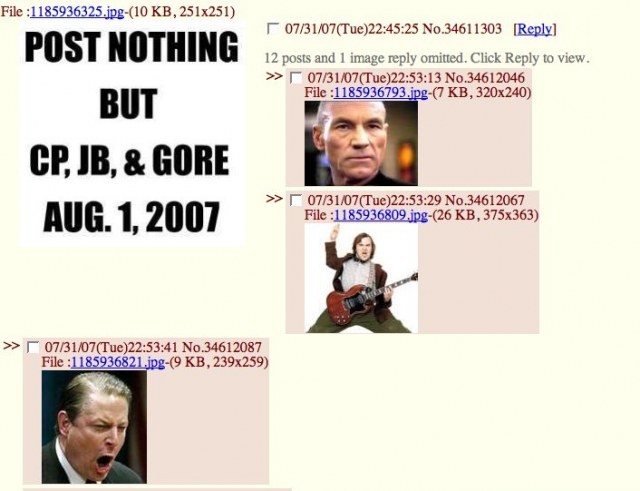 File :1185936325.jpg-(10 KB, 251x251)
POST NOTHING
BUT
CP, JB, & GORE
AUG. 1, 2007
07/31/07(Tue)22:45:25 No.34611303 [Reply]
12 posts and 1 image reply omitted. Click Reply to view.
>> 07/31/07(Tue)22:53:13 No.34612046
File :1185936793.jpg-(7 KB, 320x240)
>> 07/31/07(Tue)22:53:29 No.34612067
File :1185936809.jpg-(26 KB, 375x363)
>> 07/31/07(Tue)22:53:41 No.34612087
File :1185936821.jpg-(9 KB, 239x259)